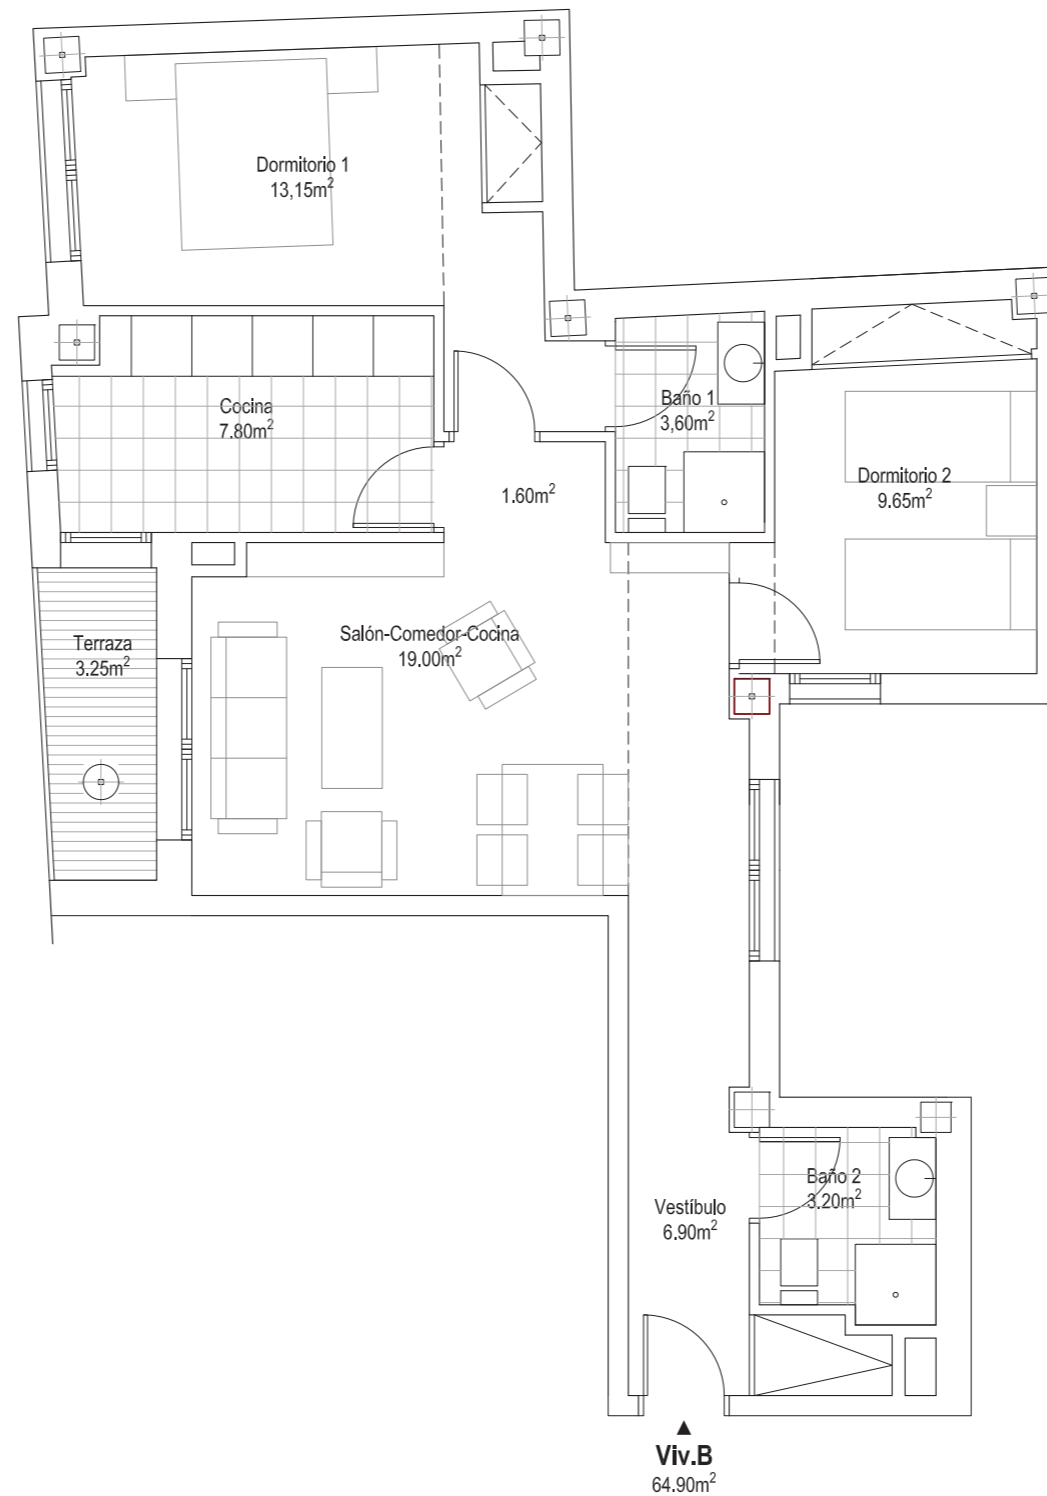 Dormitorio 1
13,15m²
Cocina
7.80m²
Baño 1
3,60m²
1.60m²
Dormitorio 2
9.65m²
Terraza
3.25m²
Salón-Comedor-Cocina
19.00m²
Baño 2
3.20m²
Vestíbulo
6.90m²
Viv.B
64.90m²